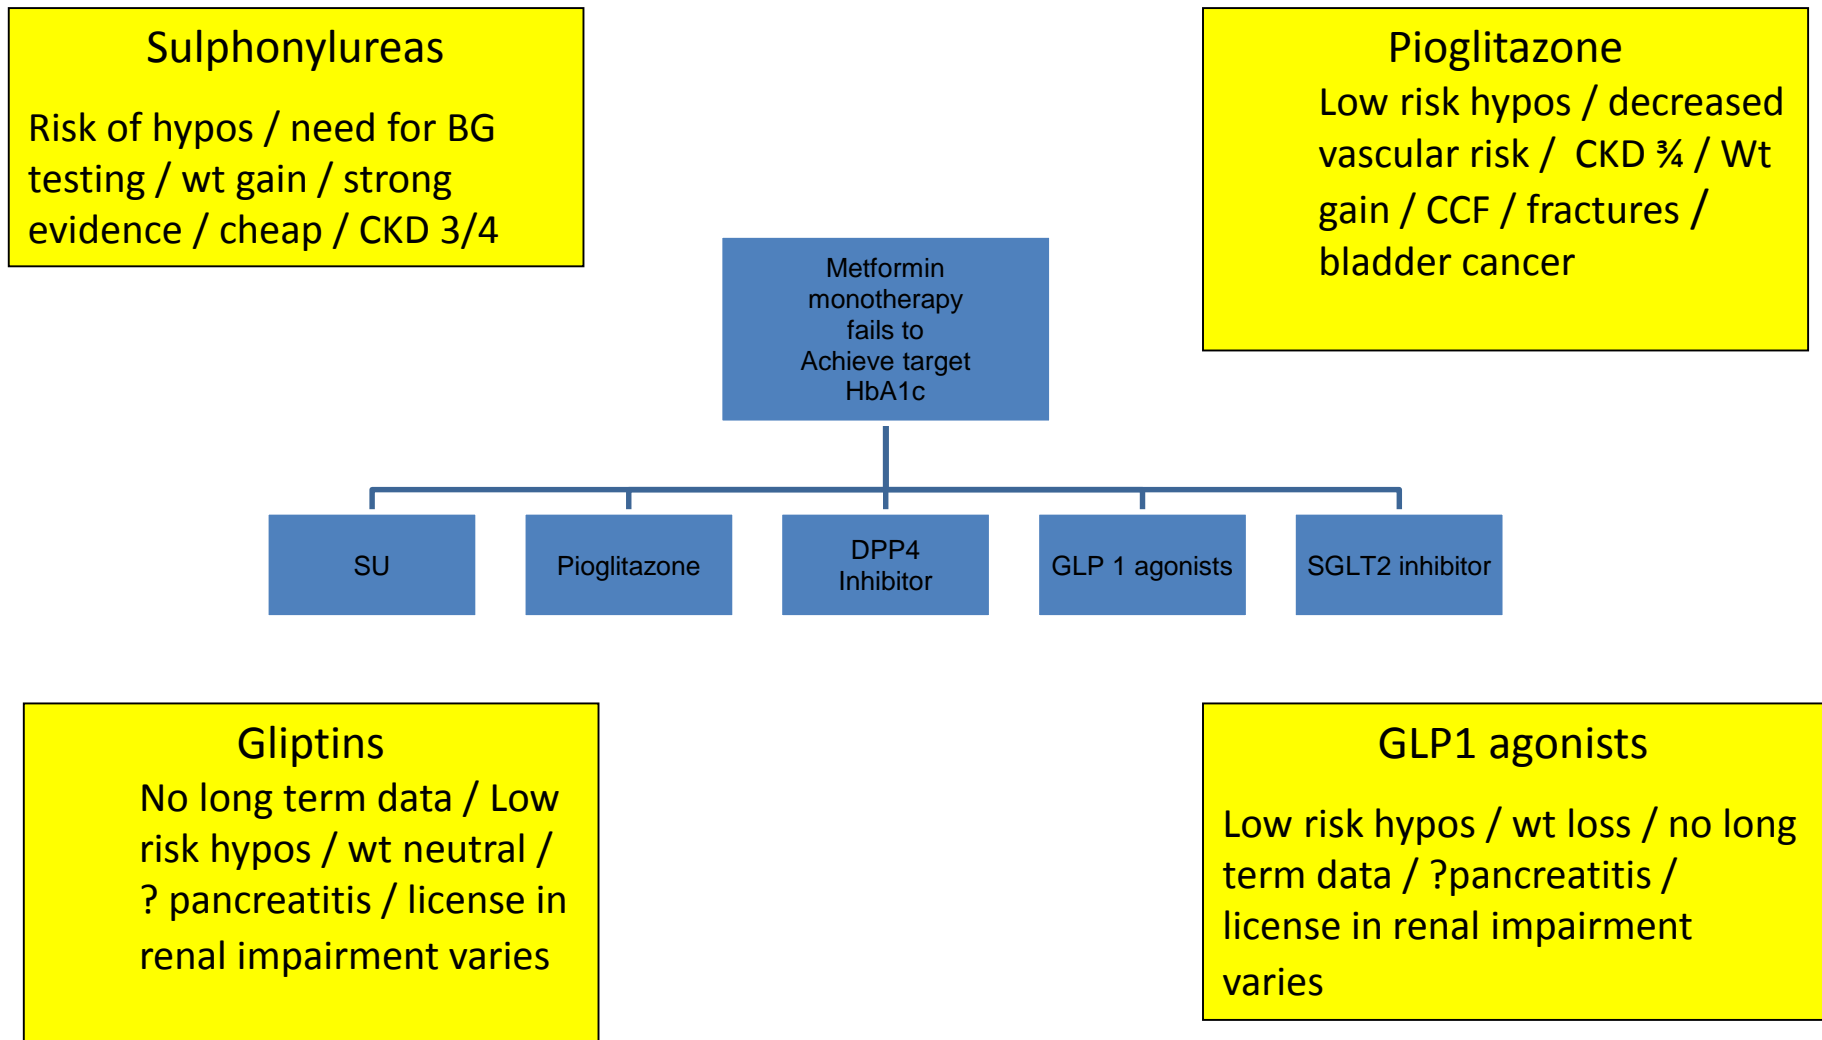 Sulphonylureas
Risk of hypos / need for BG
testing / wt gain / strong
evidence / cheap / CKD 3/4
Pioglitazone
Low risk hypos / decreased
vascular risk /  CKD ¾ / Wt
gain / CCF / fractures /
bladder cancer
Metformin
monotherapy
fails to
Achieve target
HbA1c
SU
Pioglitazone
DPP4
Inhibitor
GLP 1 agonists
SGLT2 inhibitor
Gliptins
No long term data / Low
risk hypos / wt neutral /
? pancreatitis / license in
renal impairment varies
GLP1 agonists
Low risk hypos / wt loss / no long
term data / ?pancreatitis /
license in renal impairment
varies